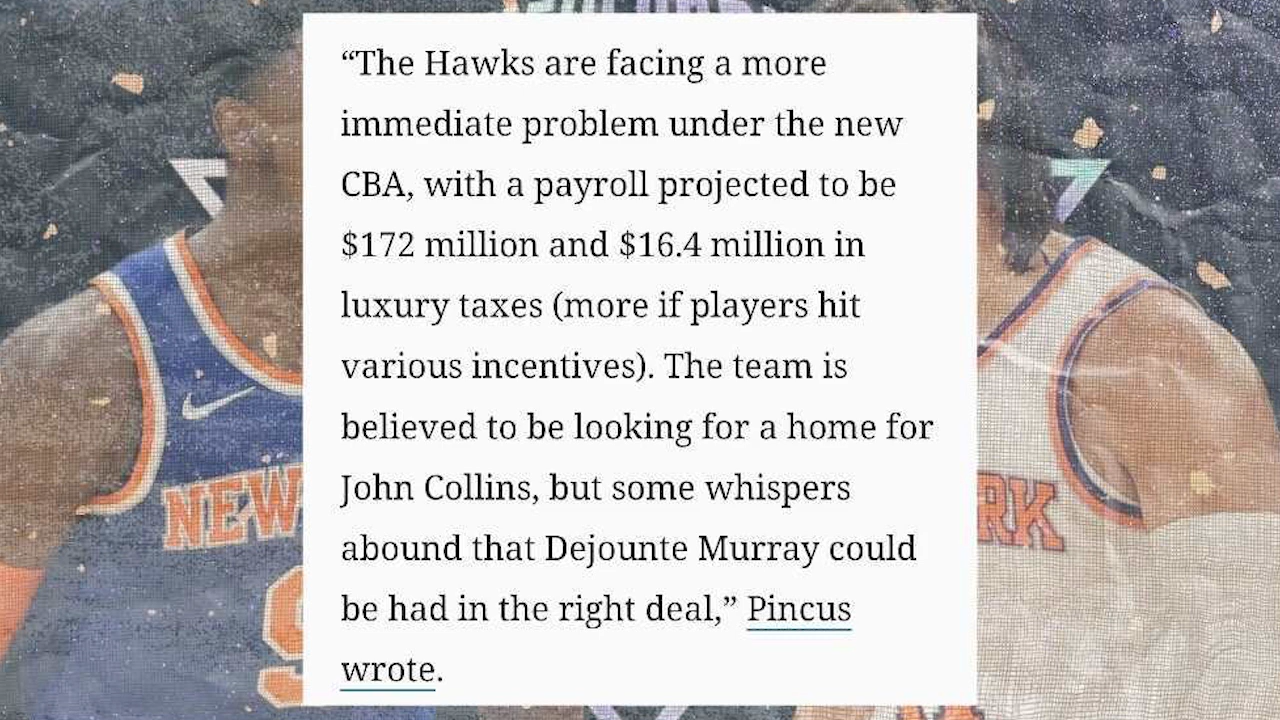 “The Hawks are facing a more
immediate problem under the new
CBA, with a payroll projected to be
$172 million and $16.4 million in
luxury taxes (more if players hit
various incentives). The team is
believed to be looking for a home for
John Collins, but some whispers
abound that Dejounte Murray could
be had in the right deal,” Pincus
wrote.
NEW
RK